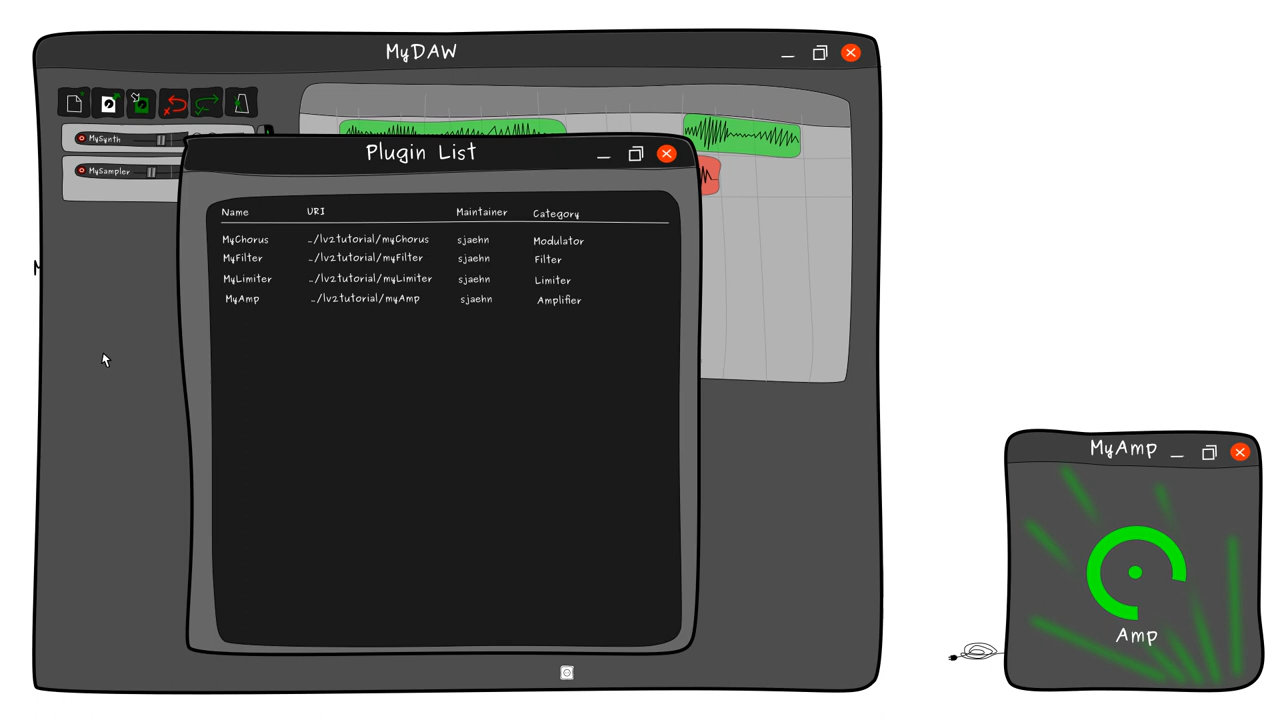 MyDAW
MySynth
MySampler
Plugin List
Name URI Maintainer Category
MyChorus ../lv2tutorial/myChorus sjaehn Modulator
MyFilter ../lv2tutorial/myFilter sjaehn Filter
MyLimiter ../lv2tutorial/myLimiter sjaehn Limiter
MyAmp ../lv2tutorial/myAmp sjaehn Amplifier
MyAmp
Amp